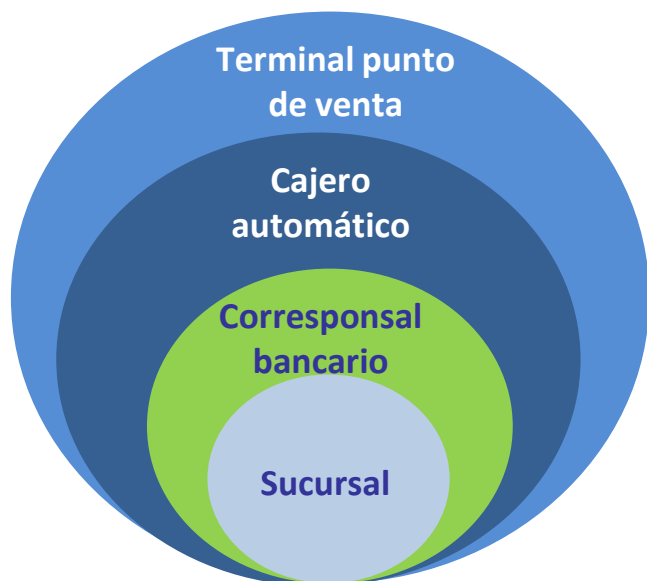 Terminal punto
de venta
Cajero
automático
Corresponsal
bancario
Sucursal